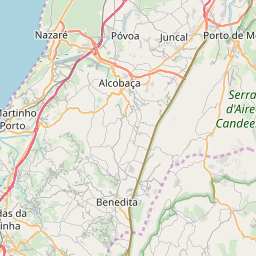 Póvoa
Juncal
Nazaré
Porto de M
Alcobaça
Serra
d'Aire
Candee
Martinho
Porto
Benedita
das da
inha